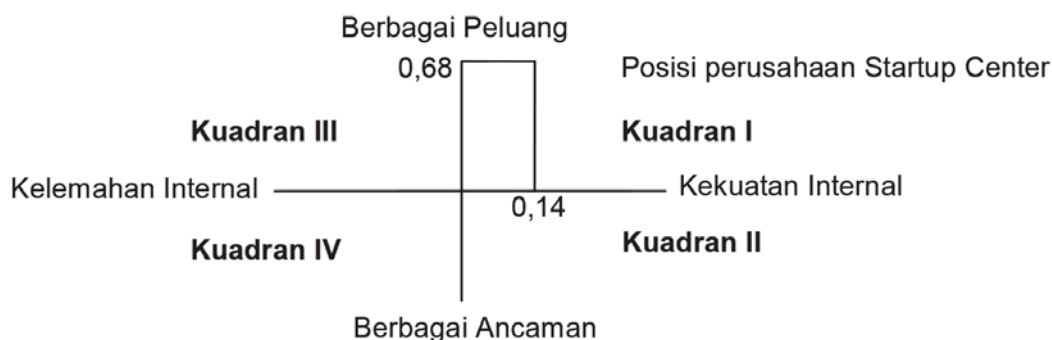 Berbagai Peluang
0,68
Posisi perusahaan Startup Center
Kuadran III
Kuadran I
Kelemahan Internal
Kekuatan Internal
0,14
Kuadran IV
Kuadran II
Berbagai Ancaman